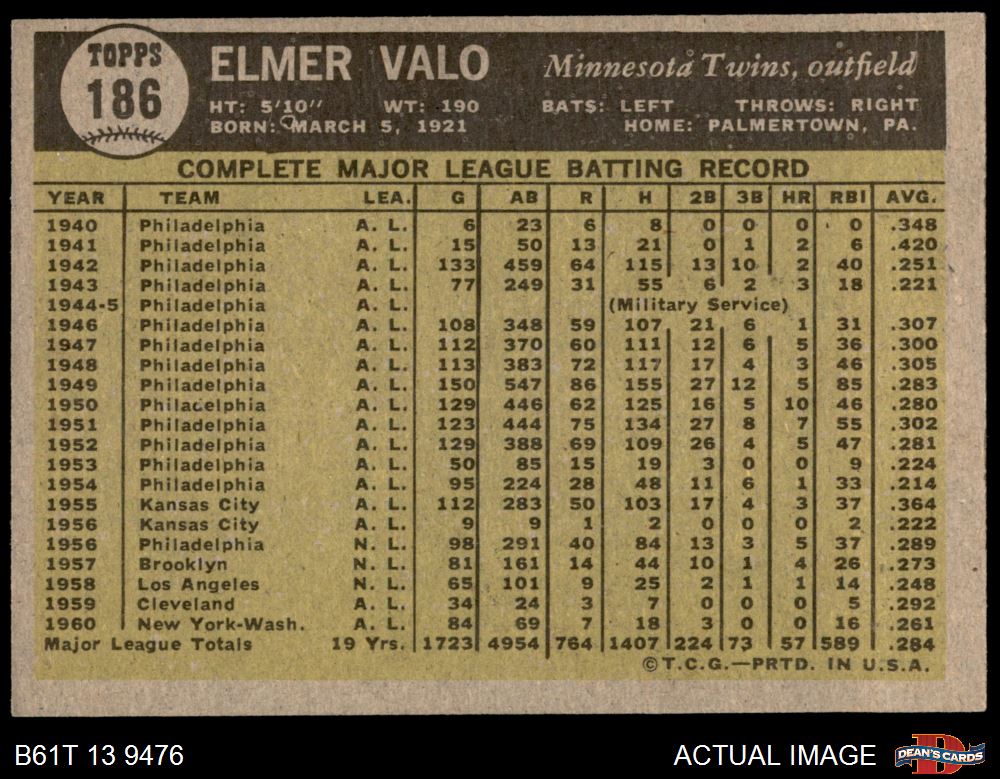 TOPPS
186
ELMER VALO Minnesota Twins, outfield
HT: 5'10" WT: 190 BATS: LEFT THROWS: RIGHT
BORN: MARCH 5, 1921 HOME: PALMERTOWN, PA.
COMPLETE MAJOR LEAGUE BATTING RECORD
YEAR TEAM LEA. G AB R H 2B 3B HR RBI AVG.
1940 Philadelphia A. L. 6 23 6 8 0 0 0 0 .348
1941 Philadelphia A. L. 15 50 13 21 0 1 2 6 .420
1942 Philadelphia A. L. 133 459 64 115 13 10 2 40 .251
1943 Philadelphia A. L. 77 249 31 55 6 2 3 18 .221
1944-5 Philadelphia A. L. (Military Service)
1946 Philadelphia A. L. 108 348 59 107 21 6 1 31 .307
1947 Philadelphia A. L. 112 370 60 111 12 6 5 36 .300
1948 Philadelphia A. L. 113 383 72 117 17 4 3 46 .305
1949 Philadelphia A. L. 150 547 86 155 27 12 5 85 .283
1950 Philadelphia A. L. 129 446 62 125 16 5 10 46 .280
1951 Philadelphia A. L. 123 444 75 134 27 8 7 55 .302
1952 Philadelphia A. L. 129 388 69 109 26 4 5 47 .281
1953 Philadelphia A. L. 50 85 15 19 3 0 0 9 .224
1954 Philadelphia A. L. 95 224 28 48 11 6 1 33 .214
1955 Kansas City A. L. 112 283 50 103 17 4 3 37 .364
1956 Kansas City A. L. 9 9 1 2 0 0 0 2 .222
1956 Philadelphia N. L. 98 291 40 84 13 3 5 37 .289
1957 Brooklyn N. L. 81 161 14 44 10 1 4 26 .273
1958 Los Angeles N. L. 65 101 9 25 2 1 1 14 .248
1959 Cleveland A. L. 34 24 3 7 0 0 0 5 .292
1960 New York-Wash. A. L. 84 69 7 18 3 0 0 16 .261
Major League Totals 19 Yrs. 1723 4954 764 1407 224 73 57 589 .284
©T.C.G.—PRTD. IN U.S.A.
B61T 13 9476 ACTUAL IMAGE DEAN'S CARDS